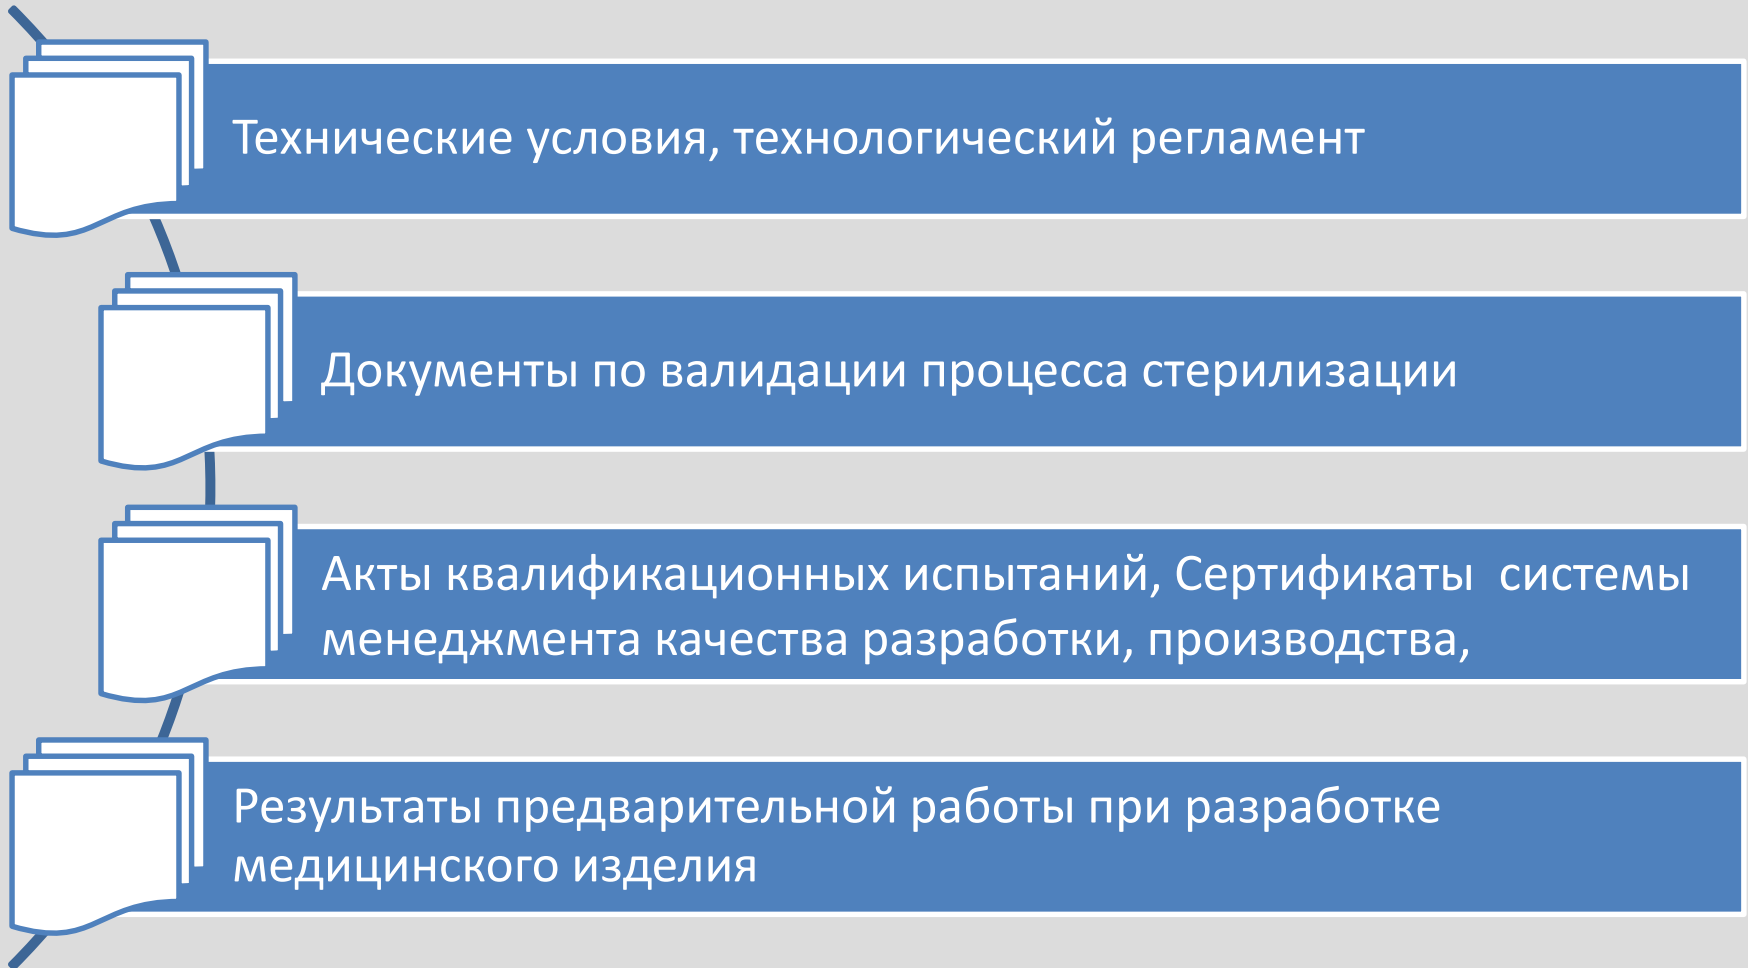 Технические условия, технологический регламент
Документы по валидации процесса стерилизации
Акты квалификационных испытаний, Сертификаты  системы
менеджмента качества разработки, производства,
Результаты предварительной работы при разработке
медицинского изделия